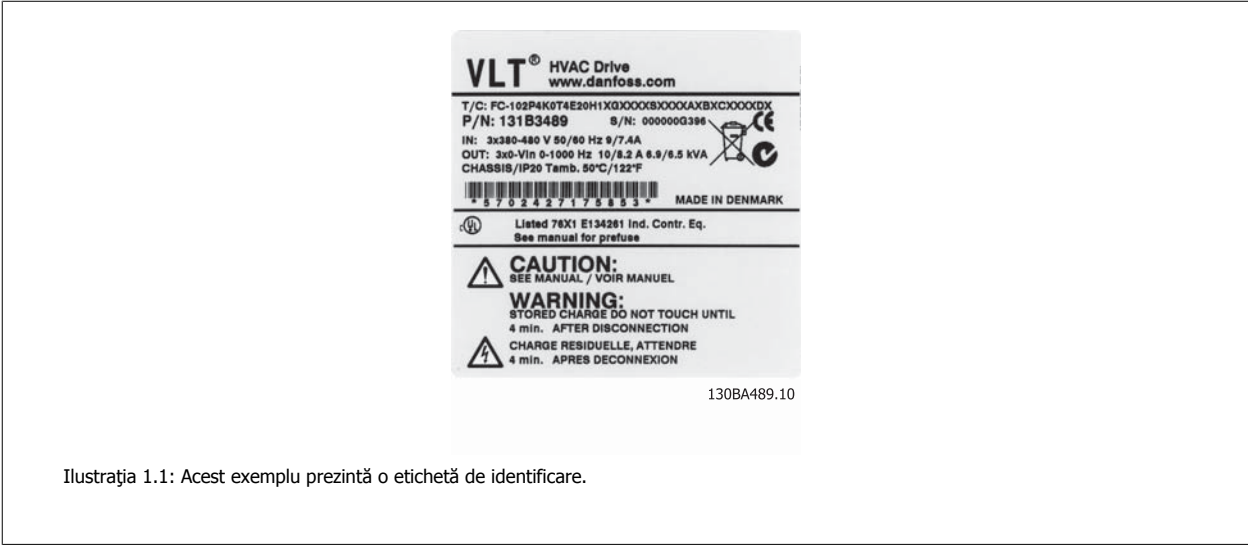 VLT® HVAC Drive
www.danfoss.com
T/C: FC-102P4K0T4E20H1XGXXXXSXXXXAXBXCXXXXDX
P/N: 131B3489 S/N: 000000G396
IN: 3x380-480 V 50/60 Hz 9/7.4A
OUT: 3x0-Vin 0-1000 Hz 10/8.2 A 6.9/6.5 kVA
CHASSIS/IP20 Tamb. 50°C/122°F
* 5 7 0 2 4 2 7 1 7 5 8 5 3 * MADE IN DENMARK
c UL Listed 76X1 E134261 Ind. Contr. Eq.
See manual for prefuse
CAUTION:
SEE MANUAL / VOIR MANUEL
WARNING:
STORED CHARGE DO NOT TOUCH UNTIL
4 min. AFTER DISCONNECTION
CHARGE RESIDUELLE, ATTENDRE
4 min. APRES DECONNEXION
130BA489.10
Ilustraţia 1.1: Acest exemplu prezintă o etichetă de identificare.